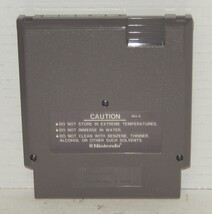 CAUTION
DO NOT STORE IN EXTREME TEMPERATURES.
DO NOT IMMERSE IN WATER.
DO NOT CLEAN WITH BENZENE, THINNER,
ALCOHOL OR OTHER SUCH SOLVENTS.
Nintendo